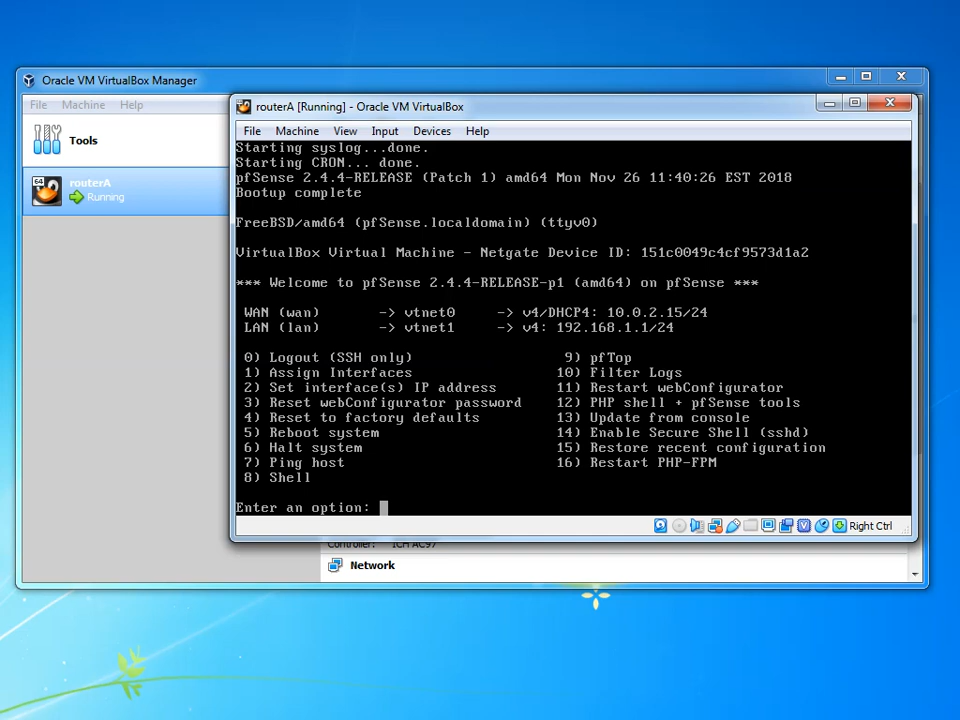 Oracle VM VirtualBox Manager
File Machine Help
Tools
64
routerA
Running
routerA [Running] - Oracle VM VirtualBox
File Machine View Input Devices Help
Starting syslog...done.
Starting CRON... done.
pfSense 2.4.4-RELEASE (Patch 1) amd64 Mon Nov 26 11:40:26 EST 2018
Bootup complete
FreeBSD/amd64 (pfSense.localdomain) (ttyv0)
VirtualBox Virtual Machine - Netgate Device ID: 151c0049c4cf9573d1a2
*** Welcome to pfSense 2.4.4-RELEASE-p1 (amd64) on pfSense ***
WAN (wan) -> vtnet0 -> v4/DHCP4: 10.0.2.15/24
LAN (lan) -> vtnet1 -> v4: 192.168.1.1/24
0) Logout (SSH only) 9) pfTop
1) Assign Interfaces 10) Filter Logs
2) Set interface(s) IP address 11) Restart webConfigurator
3) Reset webConfigurator password 12) PHP shell + pfSense tools
4) Reset to factory defaults 13) Update from console
5) Reboot system 14) Enable Secure Shell (sshd)
6) Halt system 15) Restore recent configuration
7) Ping host 16) Restart PHP-FPM
8) Shell
Enter an option:
Right Ctrl
Controller: ICH AC97
Network